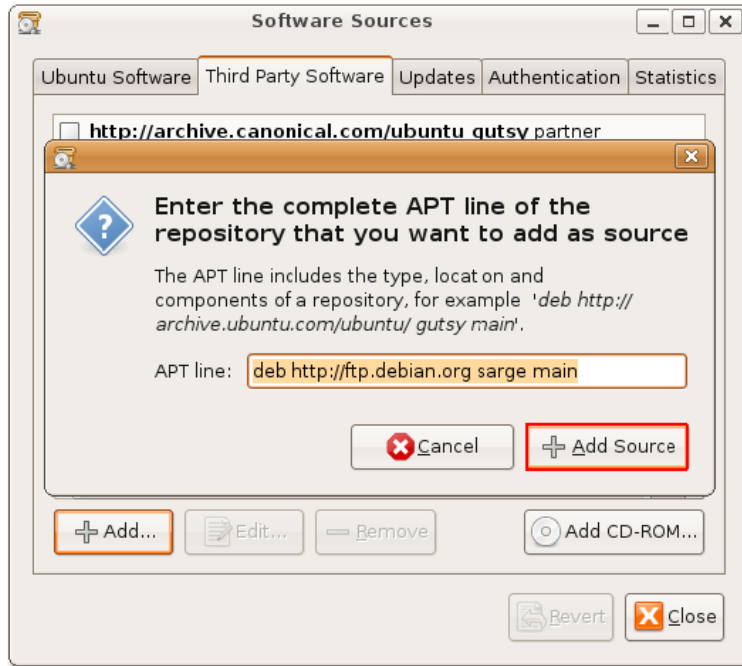 Software Sources
Ubuntu Software Third Party Software Updates Authentication Statistics
http://archive.canonical.com/ubuntu gutsy partner
Enter the complete APT line of the
repository that you want to add as source
The APT line includes the type, location and
components of a repository, for example 'deb http://
archive.ubuntu.com/ubuntu/ gutsy main'.
APT line: deb http://ftp.debian.org sarge main
Cancel Add Source
Add... Edit... Remove Add CD-ROM...
Revert Close